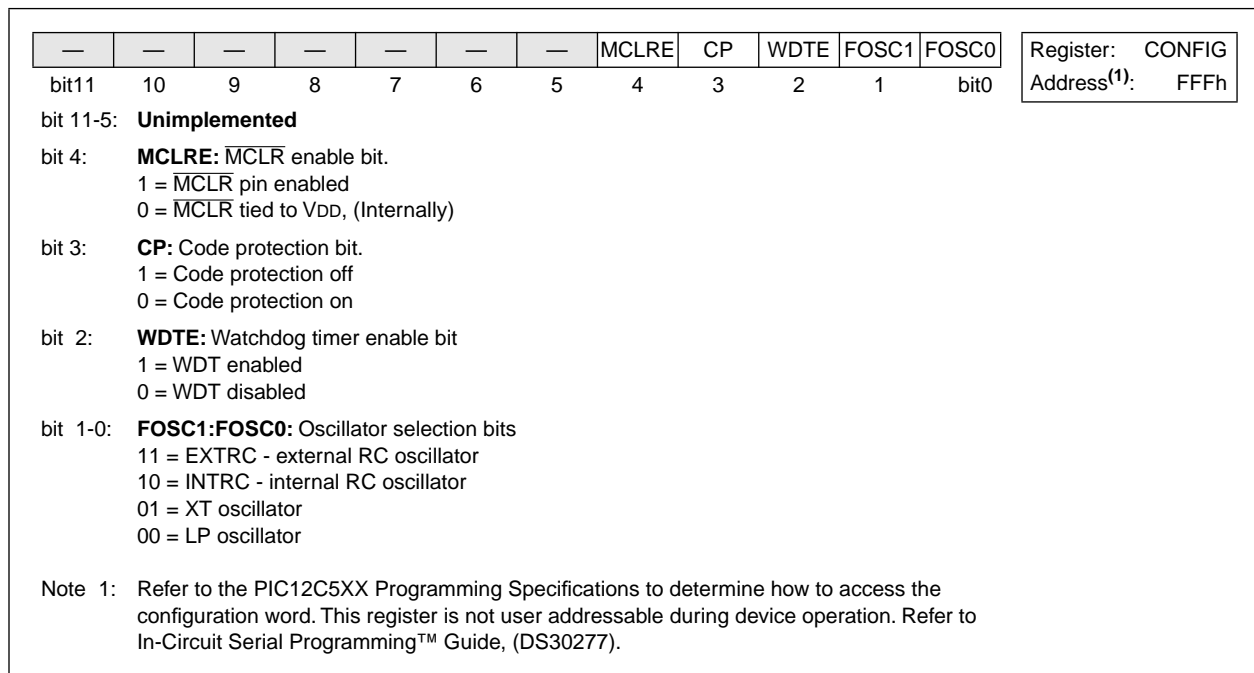 — — — — — — — MCLRE CP WDTE FOSC1 FOSC0 Register: CONFIG
bit11 10 9 8 7 6 5 4 3 2 1 bit0 Address(1): FFFh
bit 11-5: Unimplemented
bit 4: MCLRE: MCLR enable bit.
1 = MCLR pin enabled
0 = MCLR tied to VDD, (Internally)
bit 3: CP: Code protection bit.
1 = Code protection off
0 = Code protection on
bit 2: WDTE: Watchdog timer enable bit
1 = WDT enabled
0 = WDT disabled
bit 1-0: FOSC1:FOSC0: Oscillator selection bits
11 = EXTRC - external RC oscillator
10 = INTRC - internal RC oscillator
01 = XT oscillator
00 = LP oscillator
Note 1: Refer to the PIC12C5XX Programming Specifications to determine how to access the
configuration word. This register is not user addressable during device operation. Refer to
In-Circuit Serial Programming™ Guide, (DS30277).